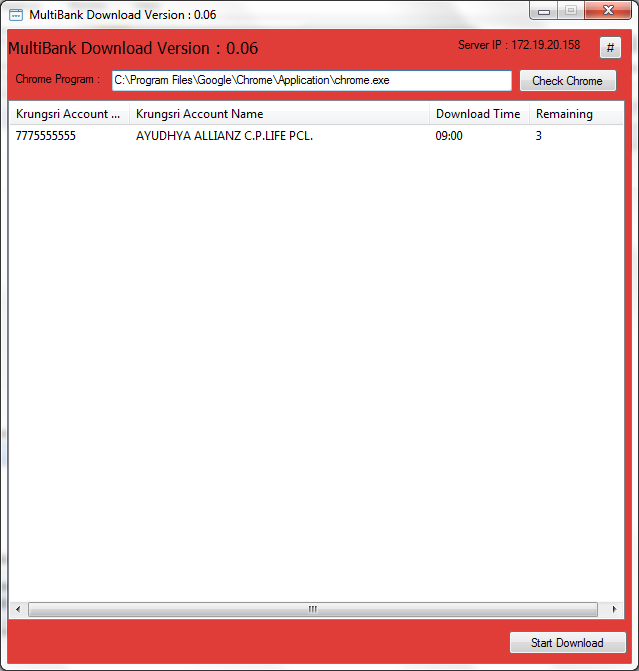 MultiBank Download Version : 0.06
MultiBank Download Version : 0.06
Server IP : 172.19.20.158
#
Chrome Program :
C:\Program Files\Google\Chrome\Application\chrome.exe
Check Chrome
Krungsri Account ... Krungsri Account Name Download Time Remaining
7775555555 AYUDHYA ALLIANZ C.P.LIFE PCL. 09:00 3
Start Download